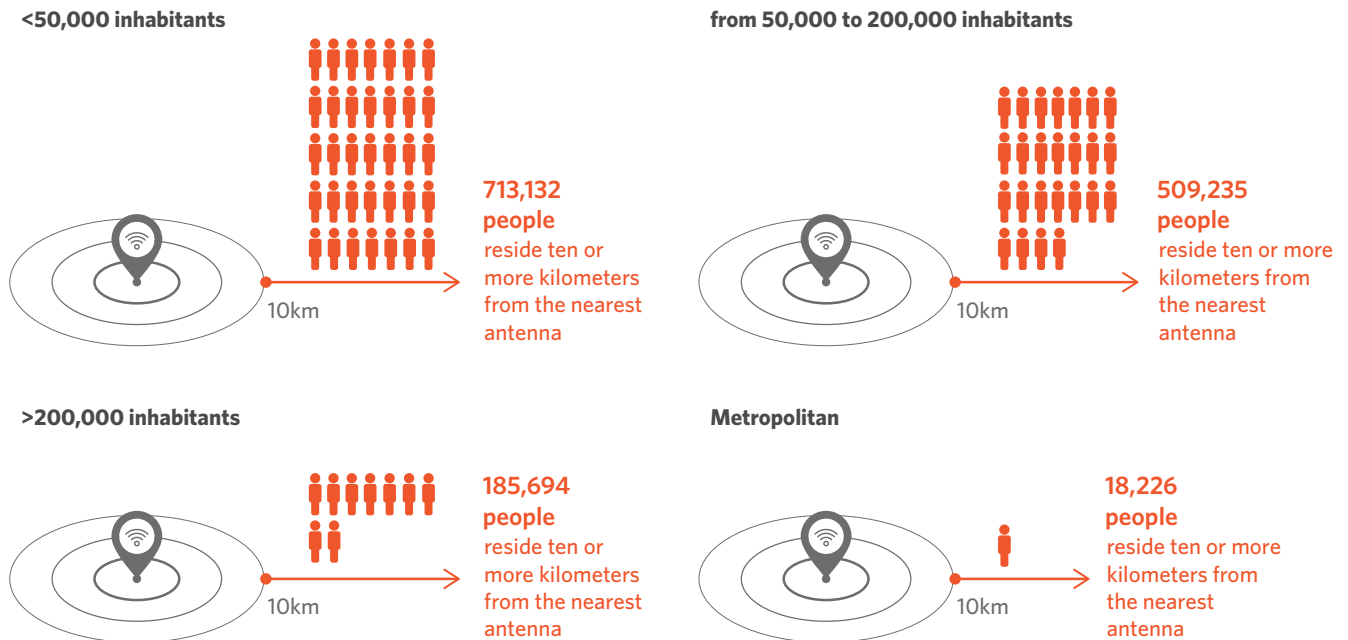 <50,000 inhabitants
713,132
people
reside ten or
more kilometers
from the nearest
antenna
10km
from 50,000 to 200,000 inhabitants
509,235
people
reside ten or more
kilometers from
the nearest
antenna
10km
>200,000 inhabitants
185,694
people
reside ten or
more kilometers
from the nearest
antenna
10km
Metropolitan
18,226
people
reside ten or more
kilometers from
the nearest
antenna
10km